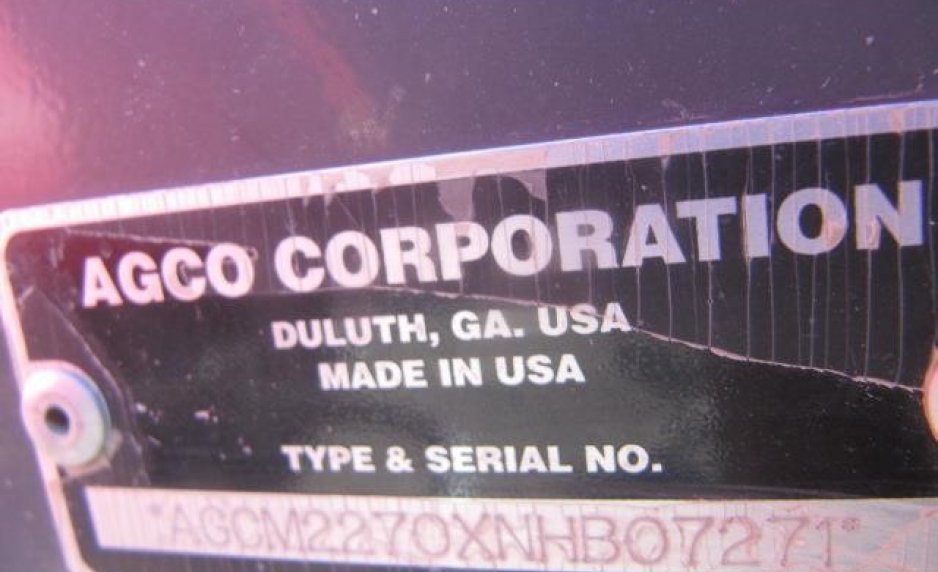 AGCO CORPORATION
DULUTH, GA. USA
MADE IN USA
TYPE & SERIAL NO.
*AGCM2270XNHB07271*